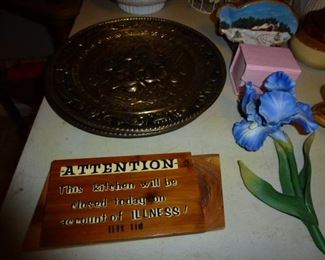 ATTENTION
This kitchen will be
closed today on
account of ILLNESS!